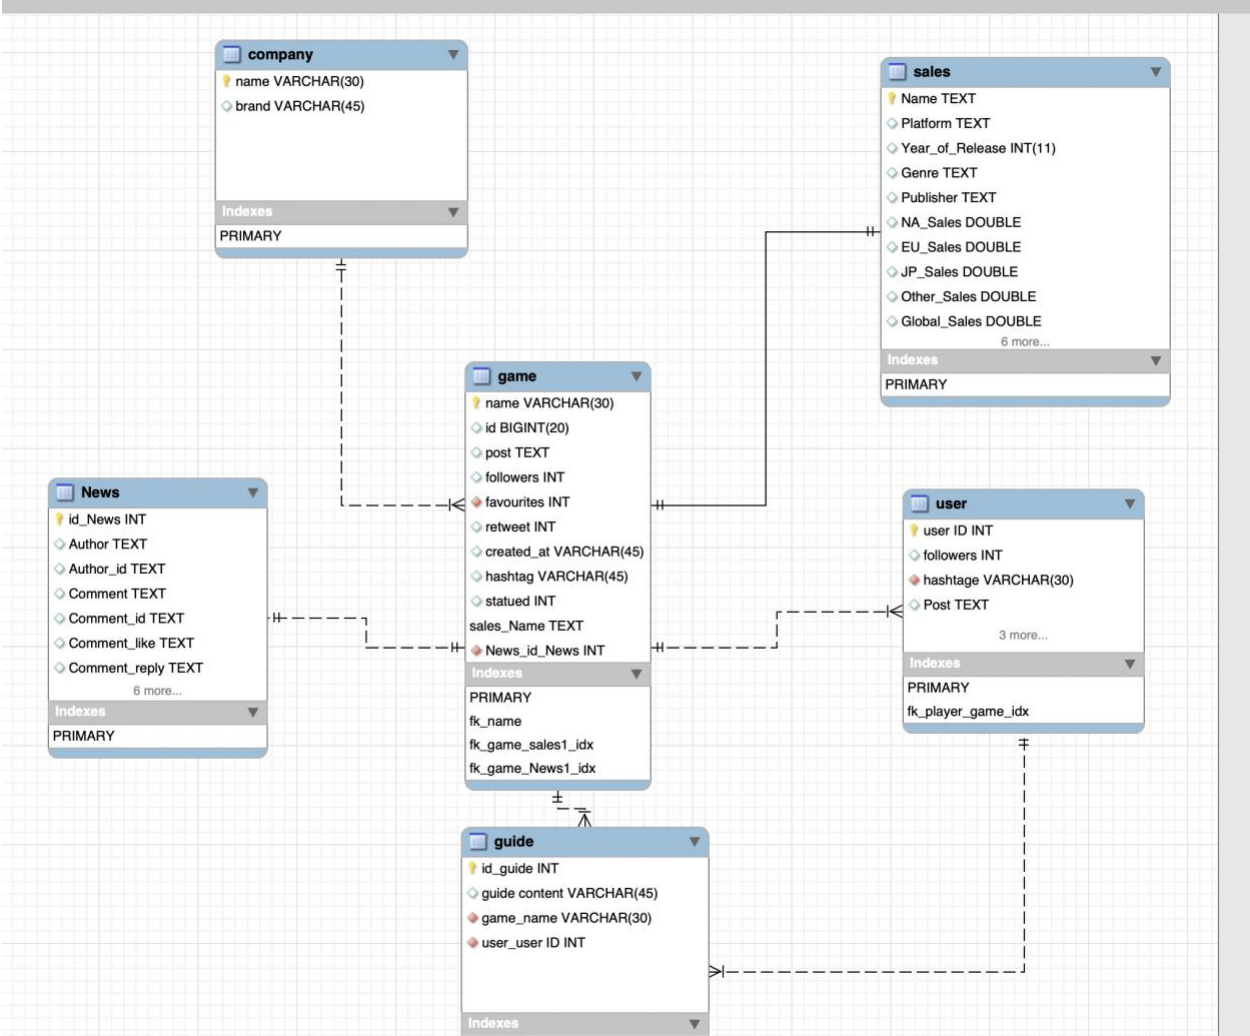 company
name VARCHAR(30)
brand VARCHAR(45)
Indexes
PRIMARY
sales
Name TEXT
Platform TEXT
Year_of_Release INT(11)
Genre TEXT
Publisher TEXT
NA_Sales DOUBLE
EU_Sales DOUBLE
JP_Sales DOUBLE
Other_Sales DOUBLE
Global_Sales DOUBLE
6 more...
Indexes
PRIMARY
game
name VARCHAR(30)
id BIGINT(20)
post TEXT
followers INT
favourites INT
retweet INT
created_at VARCHAR(45)
hashtag VARCHAR(45)
statued INT
sales_Name TEXT
News_id_News INT
Indexes
PRIMARY
fk_name
fk_game_sales1_idx
fk_game_News1_idx
News
id_News INT
Author TEXT
Author_id TEXT
Comment TEXT
Comment_id TEXT
Comment_like TEXT
Comment_reply TEXT
6 more...
Indexes
PRIMARY
user
user ID INT
followers INT
hashtage VARCHAR(30)
Post TEXT
3 more...
Indexes
PRIMARY
fk_player_game_idx
guide
id_guide INT
guide content VARCHAR(45)
game_name VARCHAR(30)
user_user ID INT
Indexes